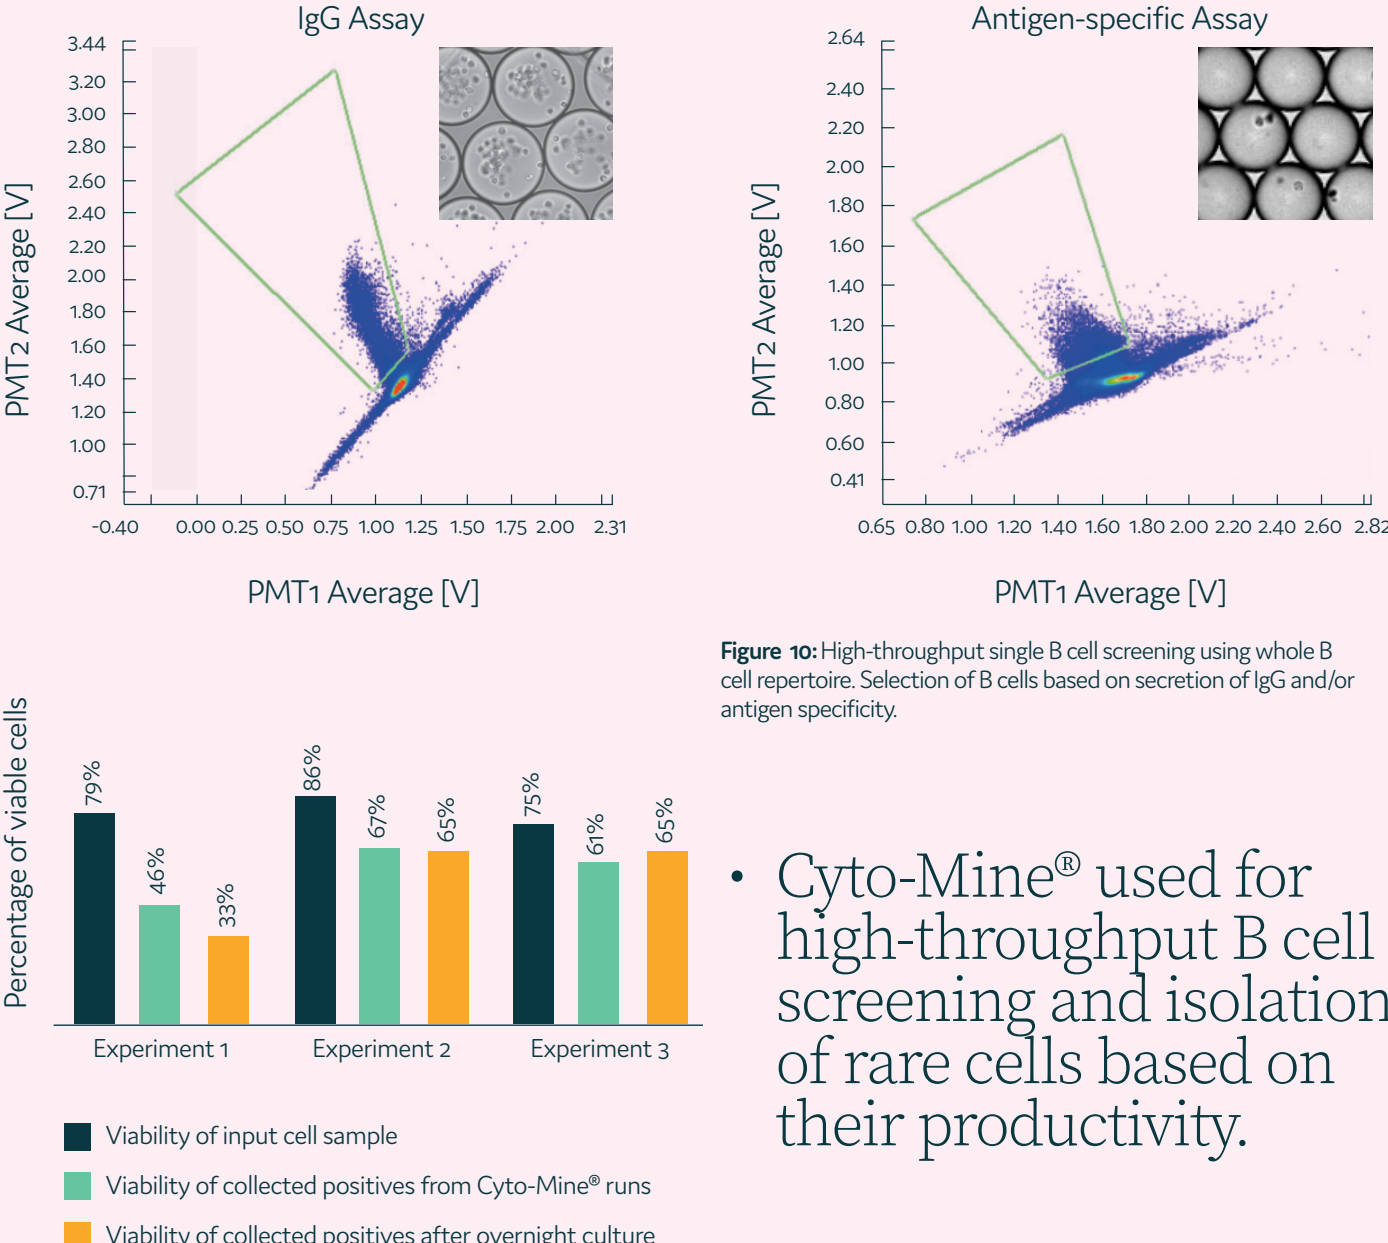 IgG Assay
PMT2 Average [V]
3.44
3.20
3.00
2.80
2.60
2.40
2.20
2.00
1.80
1.60
1.40
1.20
1.00
0.71
-0.40 0.00 0.25 0.50 0.75 1.00 1.25 1.50 1.75 2.00 2.31
PMT1 Average [V]
Antigen-specific Assay
PMT2 Average [V]
2.64
2.40
2.20
2.00
1.80
1.60
1.40
1.20
1.00
0.80
0.60
0.41
0.65 0.80 1.00 1.20 1.40 1.60 1.80 2.00 2.20 2.40 2.60 2.82
PMT1 Average [V]
Figure 10: High-throughput single B cell screening using whole B
cell repertoire. Selection of B cells based on secretion of IgG and/or
antigen specificity.
Percentage of viable cells
79% 46% 33% 86% 67% 65% 75% 61% 65%
Experiment 1 Experiment 2 Experiment 3
Viability of input cell sample
Viability of collected positives from Cyto-Mine® runs
Viability of collected positives after overnight culture
• Cyto-Mine® used for
high-throughput B cell
screening and isolation
of rare cells based on
their productivity.